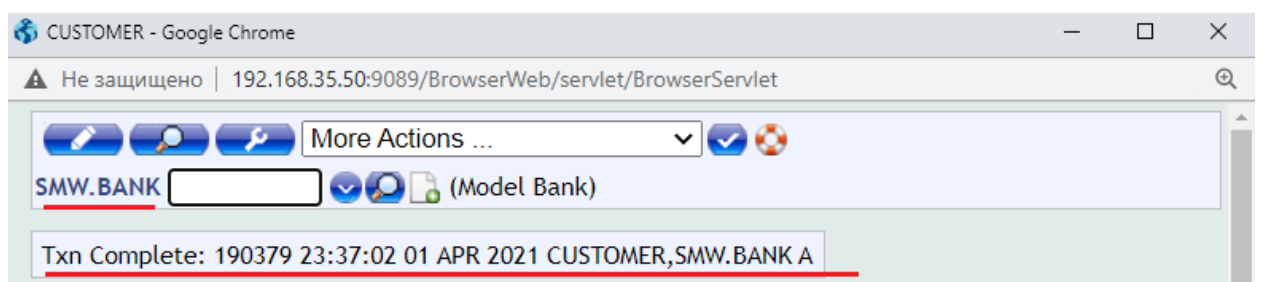 CUSTOMER - Google Chrome
Не защищено | 192.168.35.50:9089/BrowserWeb/servlet/BrowserServlet
More Actions ...
SMW.BANK (Model Bank)
Txn Complete: 190379 23:37:02 01 APR 2021 CUSTOMER,SMW.BANK A